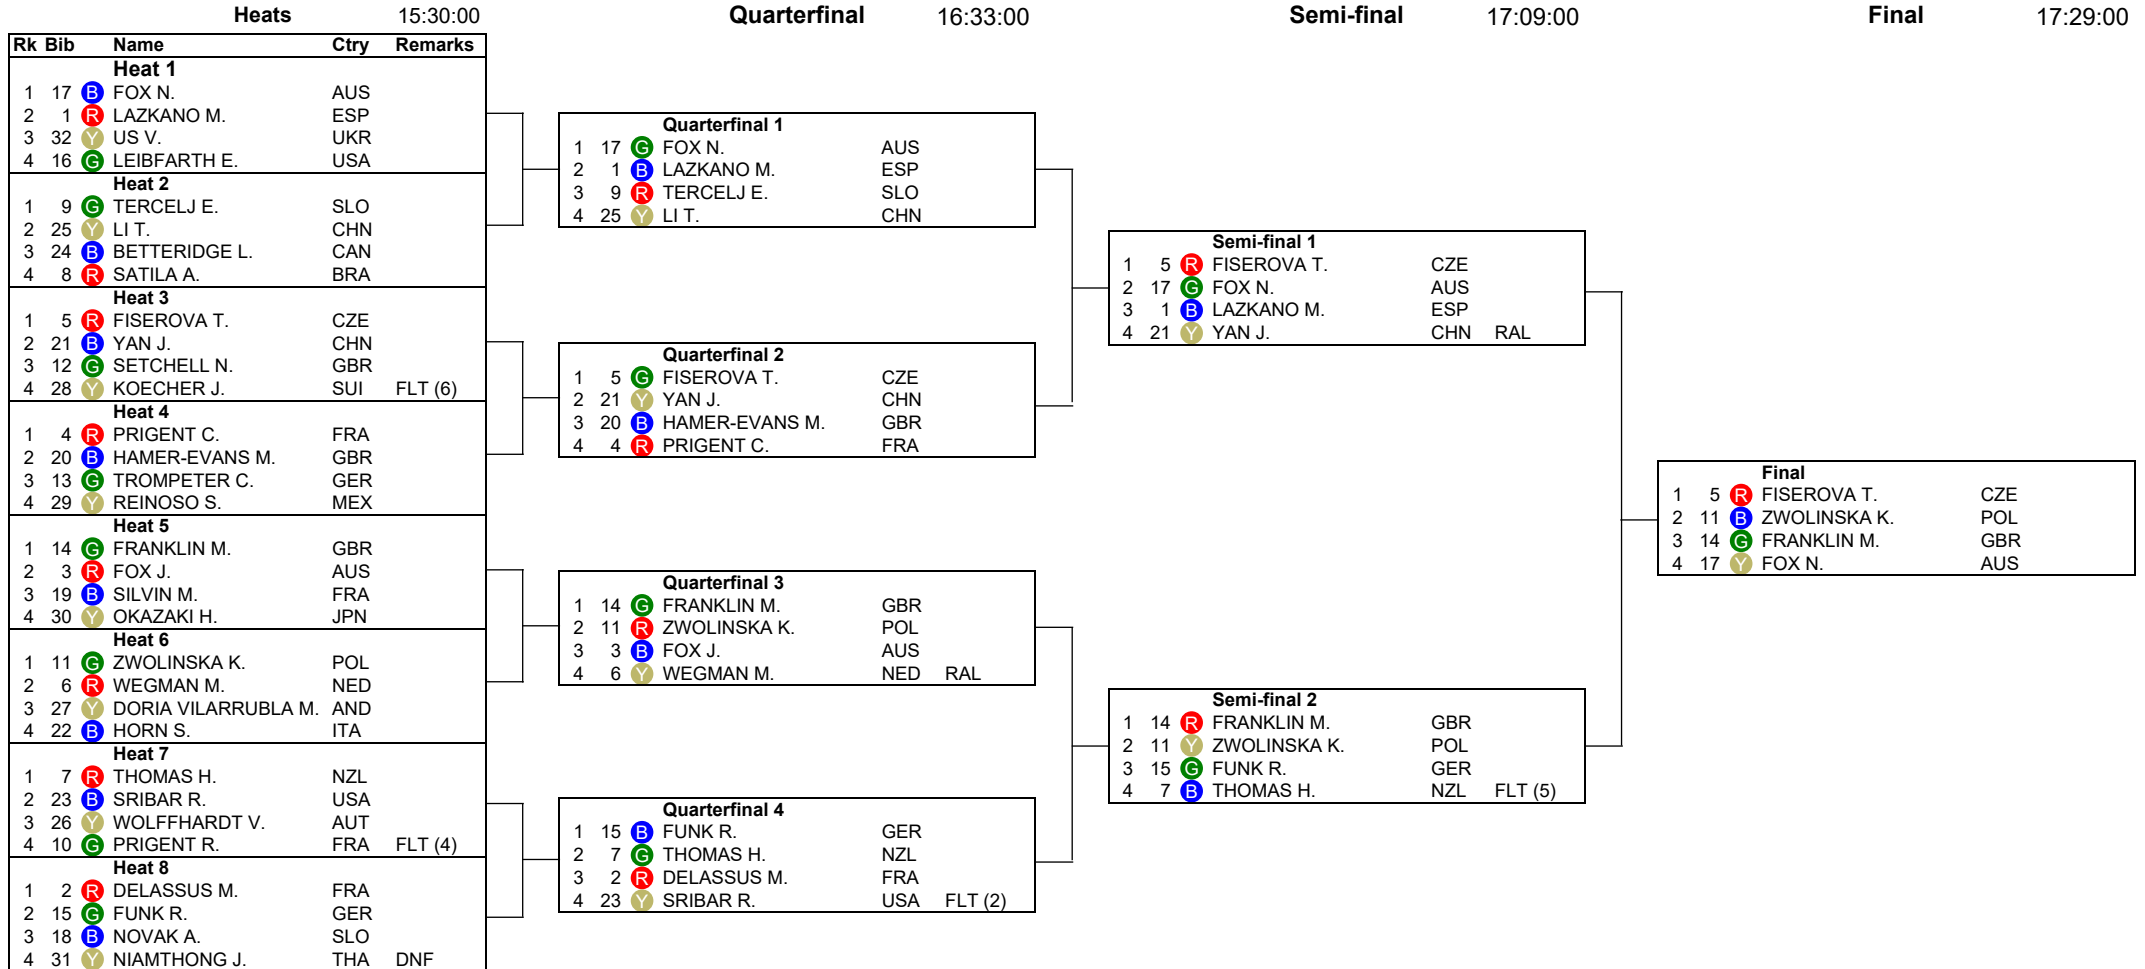 Heats 15:30:00
Rk Bib Name Ctry Remarks
Heat 1
1 17 B FOX N. AUS
2 1 R LAZKANO M. ESP
3 32 Y US V. UKR
4 16 G LEIBFARTH E. USA
Heat 2
1 9 G TERCELJ E. SLO
2 25 Y LI T. CHN
3 24 B BETTERIDGE L. CAN
4 8 R SATILA A. BRA
Heat 3
1 5 R FISEROVA T. CZE
2 21 B YAN J. CHN
3 12 G SETCHELL N. GBR
4 28 Y KOECHER J. SUI FLT (6)
Heat 4
1 4 R PRIGENT C. FRA
2 20 B HAMER-EVANS M. GBR
3 13 G TROMPETER C. GER
4 29 Y REINOSO S. MEX
Heat 5
1 14 G FRANKLIN M. GBR
2 3 R FOX J. AUS
3 19 B SILVIN M. FRA
4 30 Y OKAZAKI H. JPN
Heat 6
1 11 G ZWOLINSKA K. POL
2 6 R WEGMAN M. NED
3 27 Y DORIA VILARRUBLA M. AND
4 22 B HORN S. ITA
Heat 7
1 7 R THOMAS H. NZL
2 23 B SRIBAR R. USA
3 26 Y WOLFFHARDT V. AUT
4 10 G PRIGENT R. FRA FLT (4)
Heat 8
1 2 R DELASSUS M. FRA
2 15 G FUNK R. GER
3 18 B NOVAK A. SLO
4 31 Y NIAMTHONG J. THA DNF
Quarterfinal 16:33:00
Quarterfinal 1
1 17 G FOX N. AUS
2 1 B LAZKANO M. ESP
3 9 R TERCELJ E. SLO
4 25 Y LI T. CHN
Quarterfinal 2
1 5 G FISEROVA T. CZE
2 21 Y YAN J. CHN
3 20 B HAMER-EVANS M. GBR
4 4 R PRIGENT C. FRA
Quarterfinal 3
1 14 G FRANKLIN M. GBR
2 11 R ZWOLINSKA K. POL
3 3 B FOX J. AUS
4 6 Y WEGMAN M. NED RAL
Quarterfinal 4
1 15 B FUNK R. GER
2 7 G THOMAS H. NZL
3 2 R DELASSUS M. FRA
4 23 Y SRIBAR R. USA FLT (2)
Semi-final 17:09:00
Semi-final 1
1 5 R FISEROVA T. CZE
2 17 G FOX N. AUS
3 1 B LAZKANO M. ESP
4 21 Y YAN J. CHN RAL
Semi-final 2
1 14 R FRANKLIN M. GBR
2 11 Y ZWOLINSKA K. POL
3 15 G FUNK R. GER
4 7 B THOMAS H. NZL FLT (5)
Final 17:29:00
Final
1 5 R FISEROVA T. CZE
2 11 B ZWOLINSKA K. POL
3 14 G FRANKLIN M. GBR
4 17 Y FOX N. AUS